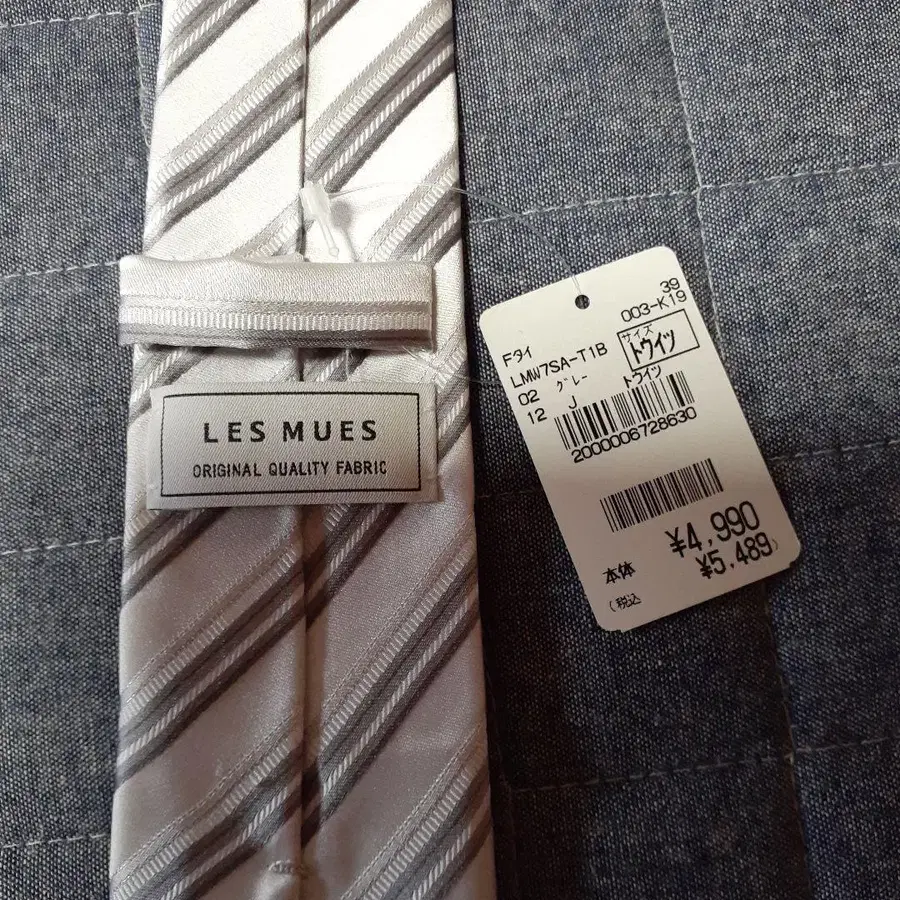 LES MUES
ORIGINAL QUALITY FABRIC
39
003-K19
Fタイ
サイズ
LMW7SA-T1B
トウイツ
02 グレー
トウイツ
12 J
2000006728630
¥4,990
本体
¥5,489)
(税込